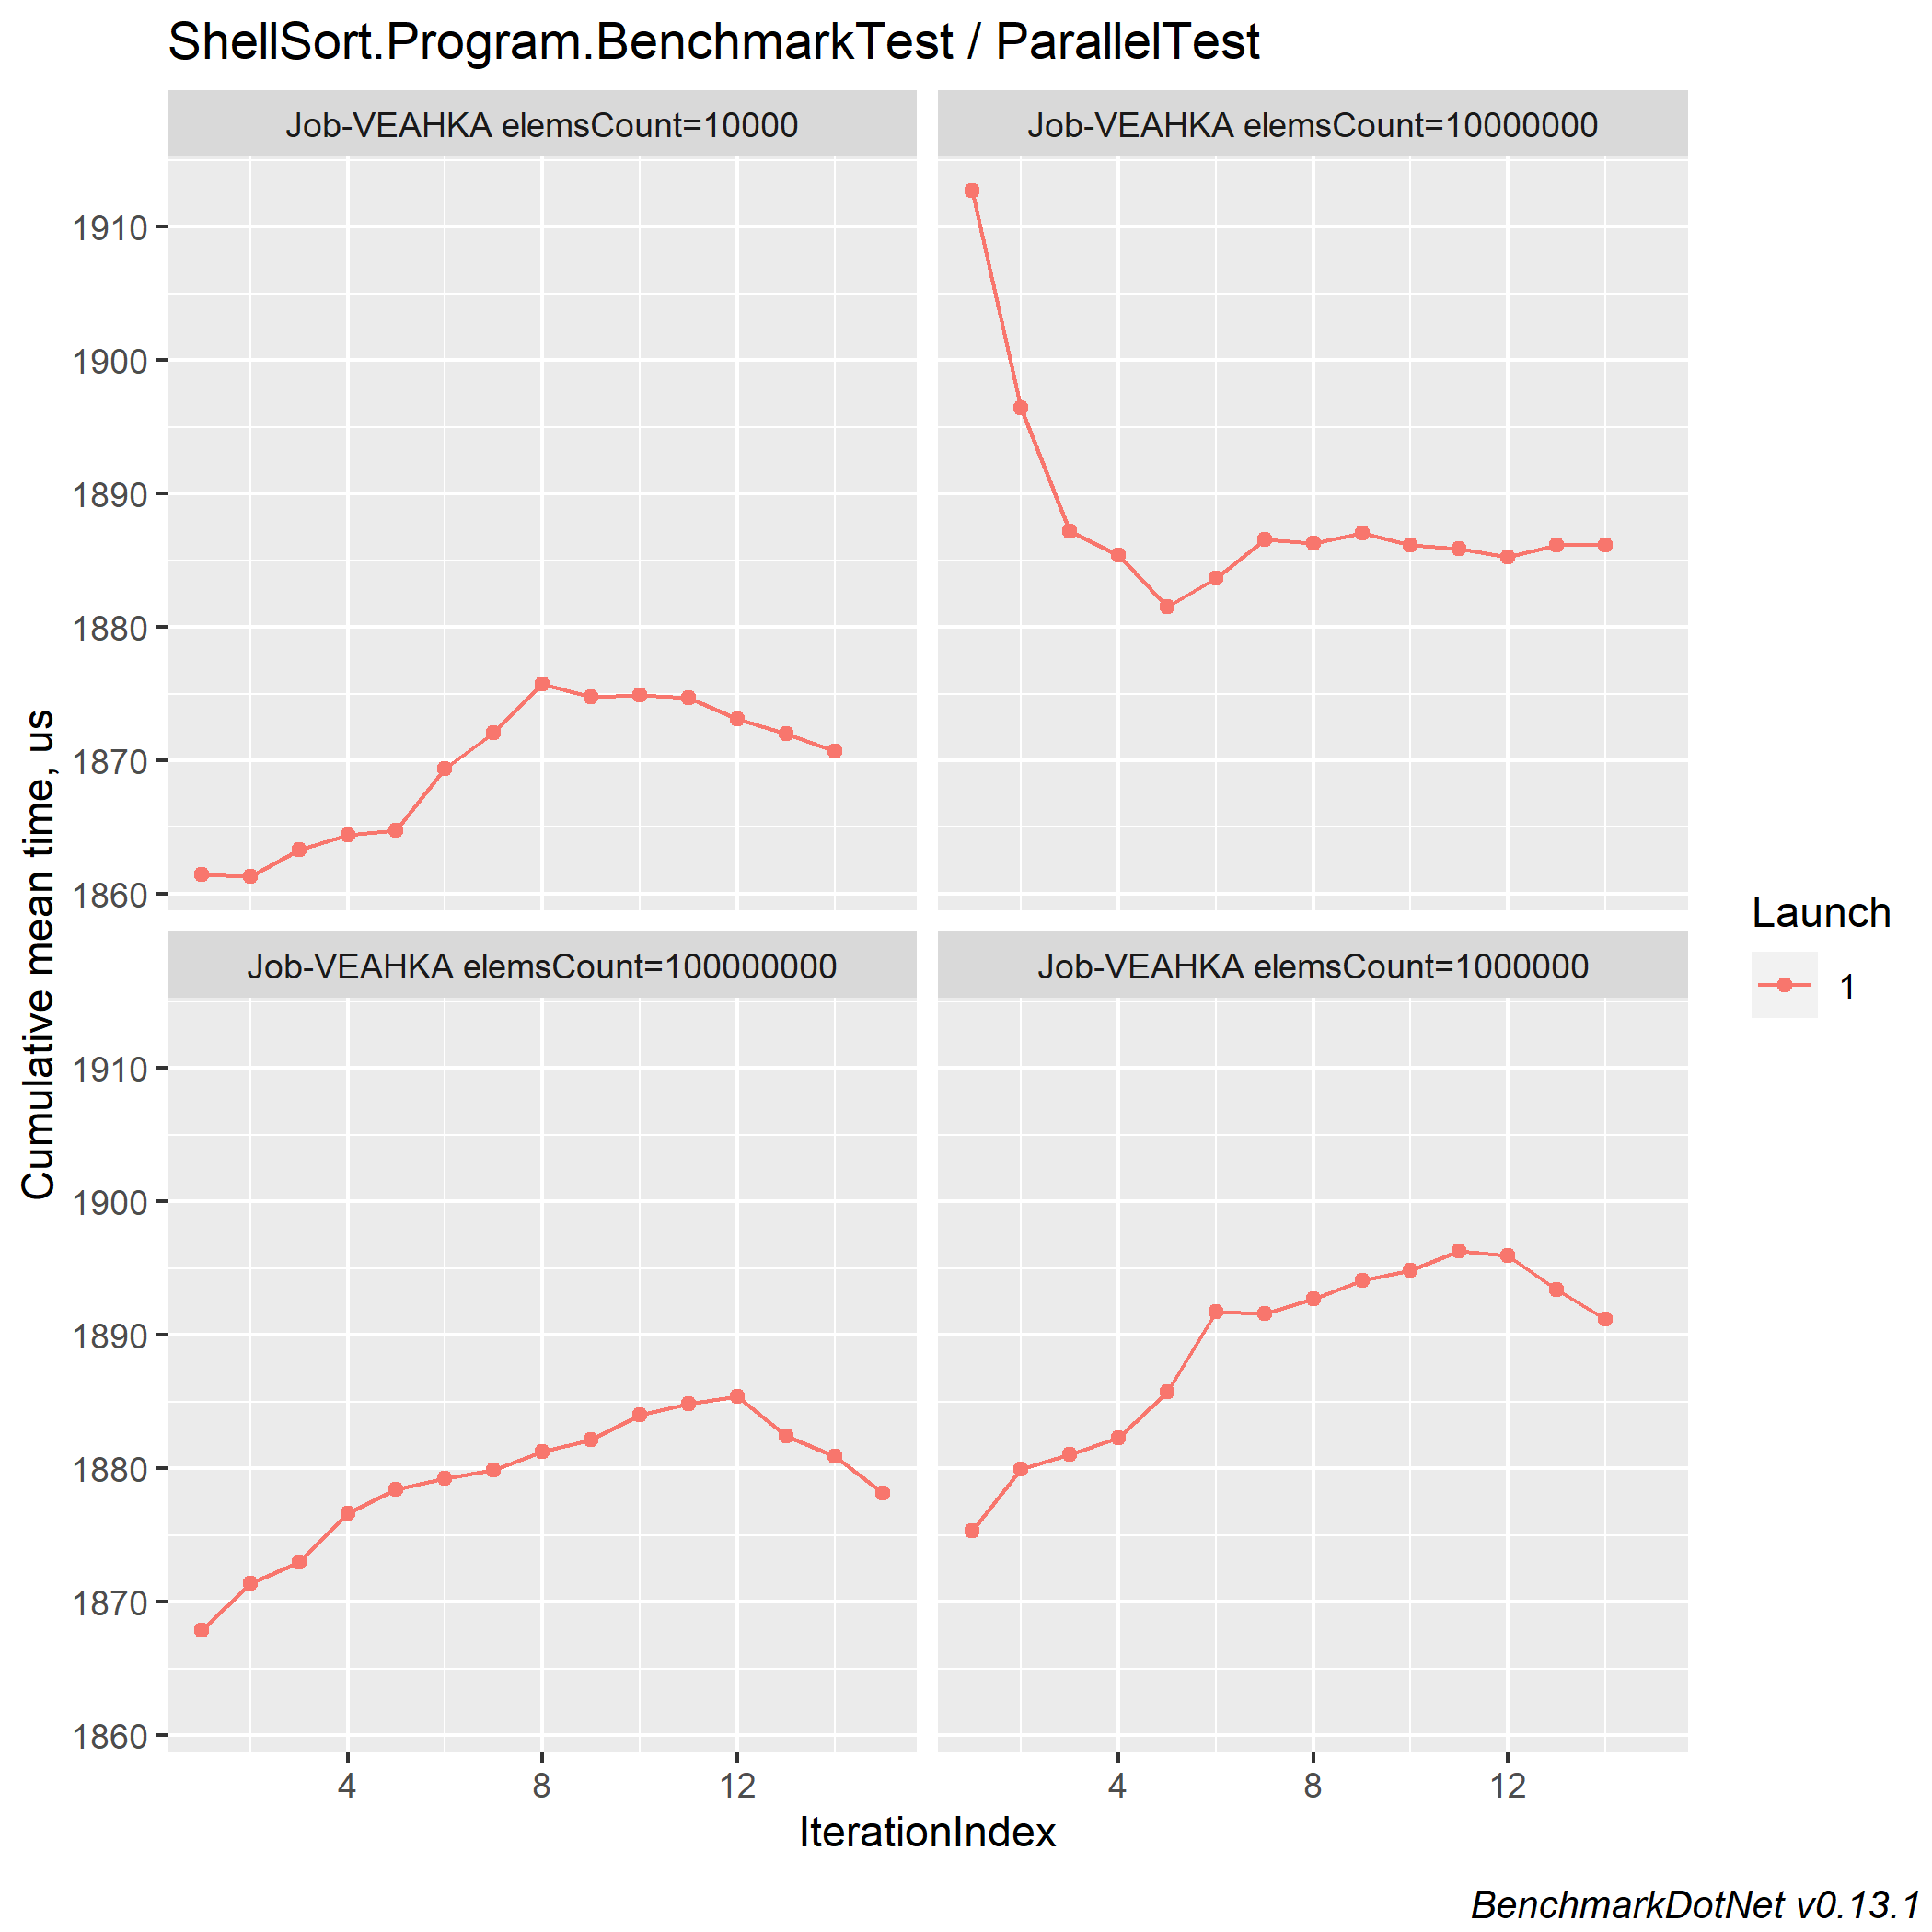 ShellSort.Program.BenchmarkTest / ParallelTest
Job-VEAHKA elemsCount=10000
Job-VEAHKA elemsCount=10000000
1910
1900
1890
1880
1870
1860
Job-VEAHKA elemsCount=100000000
Job-VEAHKA elemsCount=1000000
1910
1900
1890
1880
1870
1860
4
8
12
4
8
12
Cumulative mean time, us
IterationIndex
Launch
1
BenchmarkDotNet v0.13.1